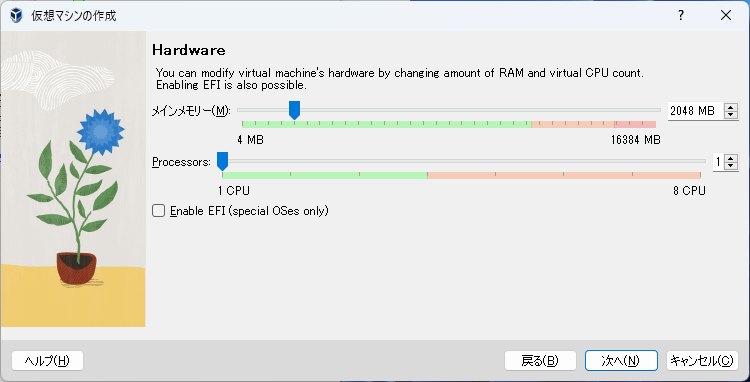 仮想マシンの作成
Hardware
You can modify virtual machine's hardware by changing amount of RAM and virtual CPU count.
Enabling EFI is also possible.
メインメモリー(M): 2048 MB
4 MB 16384 MB
Processors: 1
1 CPU 8 CPU
Enable EFI (special OSes only)
ヘルプ(H) 戻る(B) 次へ(N) キャンセル(C)